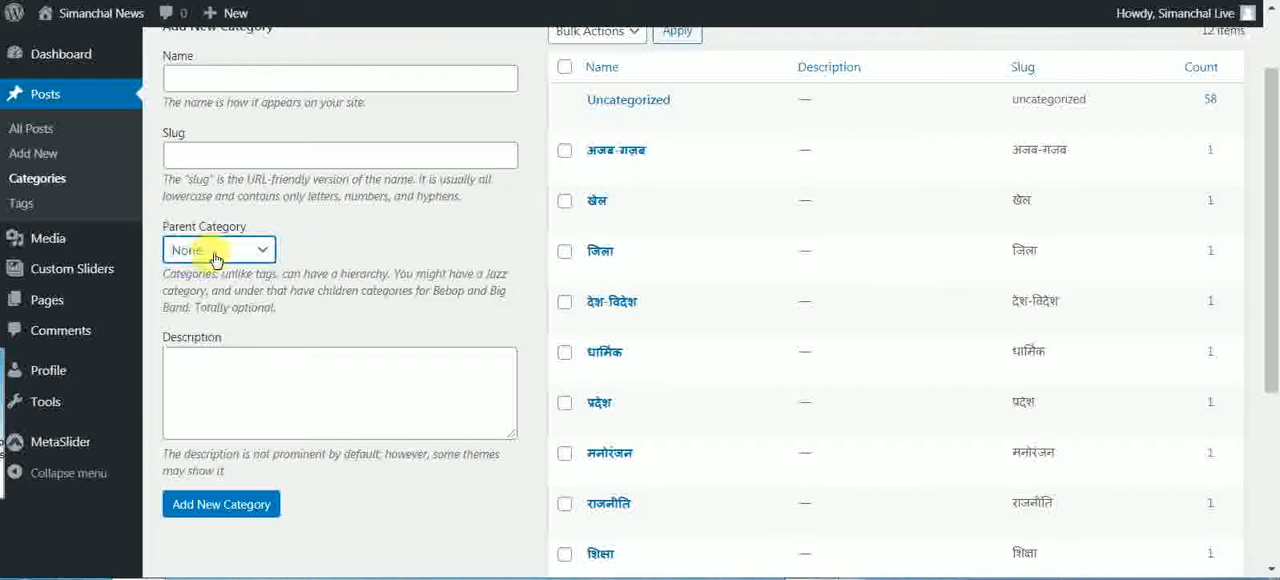 Simanchal News 0 New Howdy, Simanchal Live
Dashboard
Posts
All Posts
Add New
Categories
Tags
Media
Custom Sliders
Pages
Comments
Profile
Tools
MetaSlider
Collapse menu
Add New Category
Name
The name is how it appears on your site.
Slug
The "slug" is the URL-friendly version of the name. It is usually all
lowercase and contains only letters, numbers, and hyphens.
Parent Category
None
Categories, unlike tags, can have a hierarchy. You might have a Jazz
category, and under that have children categories for Bebop and Big
Band. Totally optional.
Description
The description is not prominent by default; however, some themes
may show it.
Add New Category
Bulk Actions Apply 12 items
Name Description Slug Count
Uncategorized — uncategorized 58
अजब-गज़ब — अजब-गज़ब 1
खेल — खेल 1
जिला — जिला 1
देश-विदेश — देश-विदेश 1
धार्मिक — धार्मिक 1
प्रदेश — प्रदेश 1
मनोरंजन — मनोरंजन 1
राजनीति — राजनीति 1
शिक्षा — शिक्षा 1